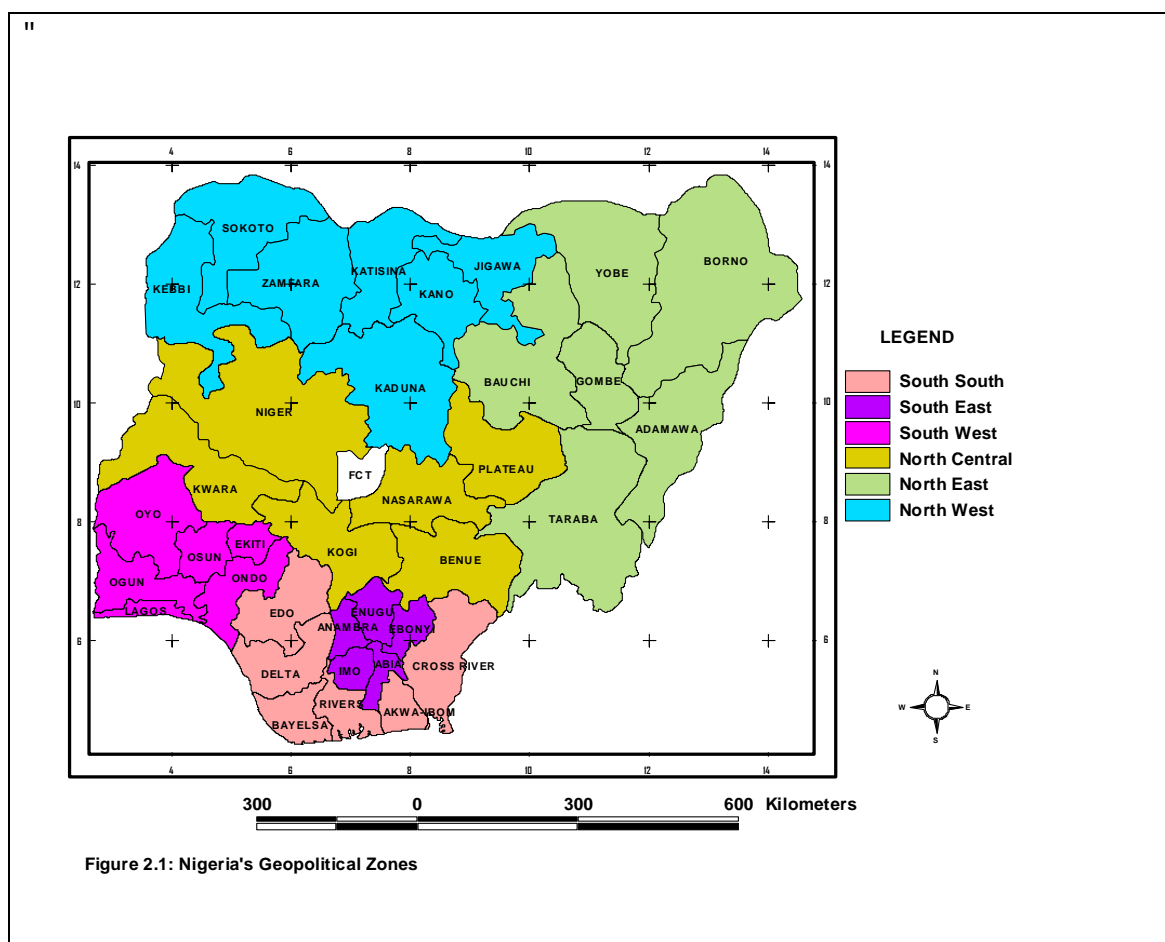 "
4 6 8 10 12 14
14 14
SOKOTO
BORNO
JIGAWA
KATISINA
YOBE
ZAMFARA
KEBBI
12 12
KANO
LEGEND
BAUCHI
GOMBE
South South
KADUNA
South East
NIGER
10 10
ADAMAWA
South West
North Central
PLATEAU
FCT
North East
KWARA
NASARAWA
North West
OYO
TARABA
8 8
EKITI
KOGI
OSUN
BENUE
OGUN
ONDO
LAGOS
EDO
ENUGU
ANAMBRA
EBONYI
6 6
DELTA
IMO
ABIA
CROSS RIVER
N
RIVERS
AKWA-IBOM
W E
BAYELSA
S
4 6 8 10 12 14
300 0 300 600 Kilometers
Figure 2.1: Nigeria's Geopolitical Zones